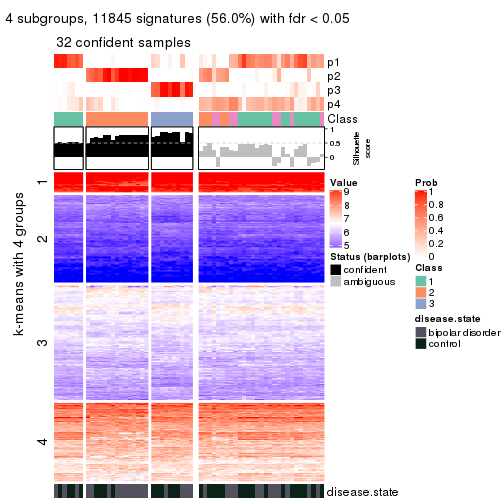 4 subgroups, 11845 signatures (56.0%) with fdr < 0.05
32 confident samples
p1
p2
p3
p4
Class
1
0.5
0
Silhouette
score
k-means with 4 groups
1
2
3
4
disease.state
Value
9
8
7
6
5
Status (barplots)
confident
ambiguous
Prob
1
0.8
0.6
0.4
0.2
0
Class
1
2
3
disease.state
bipolar disorder
control